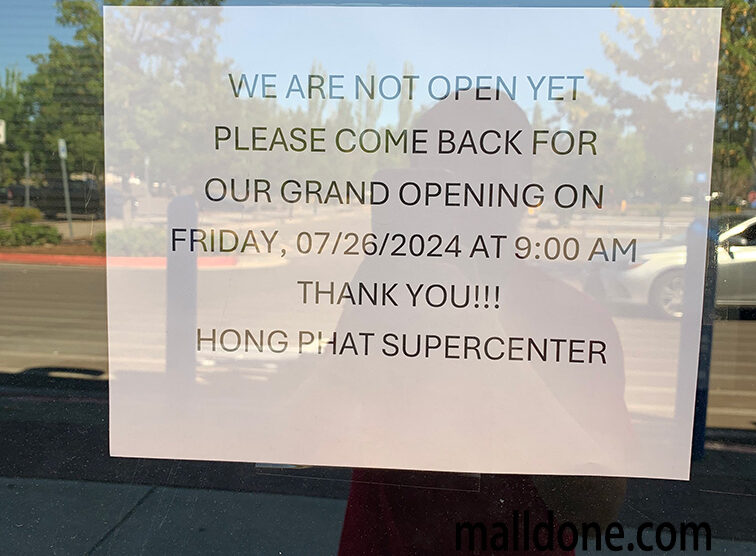 WE ARE NOT OPEN YET
PLEASE COME BACK FOR
OUR GRAND OPENING ON
FRIDAY, 07/26/2024 AT 9:00 AM
THANK YOU!!!
HONG PHAT SUPERCENTER
malldone.com